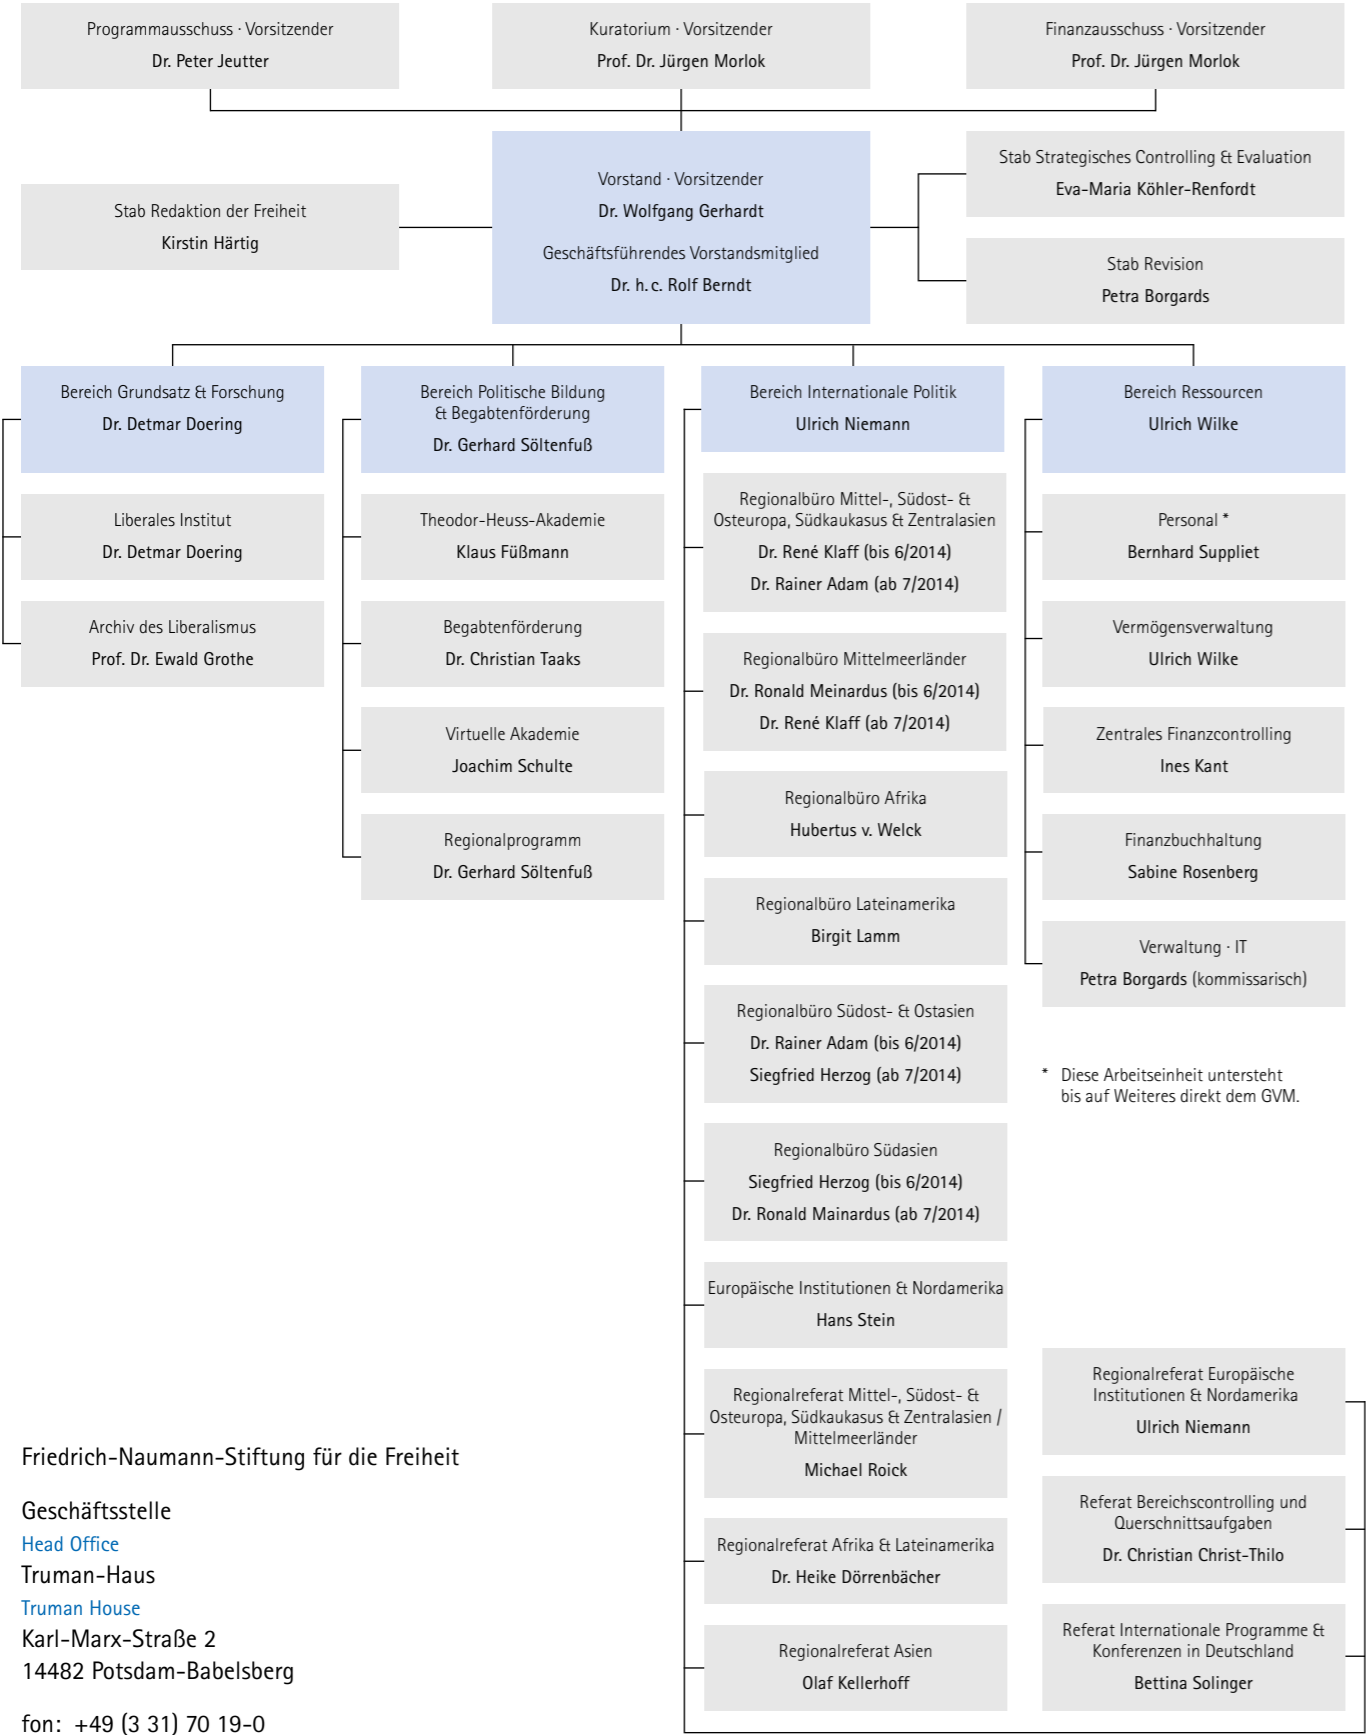 Programmausschuss · Vorsitzender
Dr. Peter Jeutter
Kuratorium · Vorsitzender
Prof. Dr. Jürgen Morlok
Finanzausschuss · Vorsitzender
Prof. Dr. Jürgen Morlok
Stab Redaktion der Freiheit
Kirstin Härtig
Vorstand · Vorsitzender
Dr. Wolfgang Gerhardt
Geschäftsführendes Vorstandsmitglied
Dr. h. c. Rolf Berndt
Stab Strategisches Controlling & Evaluation
Eva-Maria Köhler-Renfordt
Stab Revision
Petra Borgards
Bereich Grundsatz & Forschung
Dr. Detmar Doering
Liberales Institut
Dr. Detmar Doering
Archiv des Liberalismus
Prof. Dr. Ewald Grothe
Bereich Politische Bildung
& Begabtenförderung
Dr. Gerhard Söltenfuß
Theodor-Heuss-Akademie
Klaus Füßmann
Begabtenförderung
Dr. Christian Taaks
Virtuelle Akademie
Joachim Schulte
Regionalprogramm
Dr. Gerhard Söltenfuß
Bereich Internationale Politik
Ulrich Niemann
Regionalbüro Mittel-, Südost- &
Osteuropa, Südkaukasus & Zentralasien
Dr. René Klaff (bis 6/2014)
Dr. Rainer Adam (ab 7/2014)
Regionalbüro Mittelmeerländer
Dr. Ronald Meinardus (bis 6/2014)
Dr. René Klaff (ab 7/2014)
Regionalbüro Afrika
Hubertus v. Welck
Regionalbüro Lateinamerika
Birgit Lamm
Regionalbüro Südost- & Ostasien
Dr. Rainer Adam (bis 6/2014)
Siegfried Herzog (ab 7/2014)
Regionalbüro Südasien
Siegfried Herzog (bis 6/2014)
Dr. Ronald Mainardus (ab 7/2014)
Europäische Institutionen & Nordamerika
Hans Stein
Regionalreferat Mittel-, Südost- &
Osteuropa, Südkaukasus & Zentralasien /
Mittelmeerländer
Michael Roick
Regionalreferat Afrika & Lateinamerika
Dr. Heike Dörrenbächer
Regionalreferat Asien
Olaf Kellerhoff
Bereich Ressourcen
Ulrich Wilke
Personal *
Bernhard Suppliet
Vermögensverwaltung
Ulrich Wilke
Zentrales Finanzcontrolling
Ines Kant
Finanzbuchhaltung
Sabine Rosenberg
Verwaltung · IT
Petra Borgards (kommissarisch)
* Diese Arbeitseinheit untersteht
bis auf Weiteres direkt dem GVM.
Regionalreferat Europäische
Institutionen & Nordamerika
Ulrich Niemann
Referat Bereichscontrolling und
Querschnittsaufgaben
Dr. Christian Christ-Thilo
Referat Internationale Programme &
Konferenzen in Deutschland
Bettina Solinger
Friedrich-Naumann-Stiftung für die Freiheit
Geschäftsstelle
Head Office
Truman-Haus
Truman House
Karl-Marx-Straße 2
14482 Potsdam-Babelsberg
fon: +49 (3 31) 70 19-0